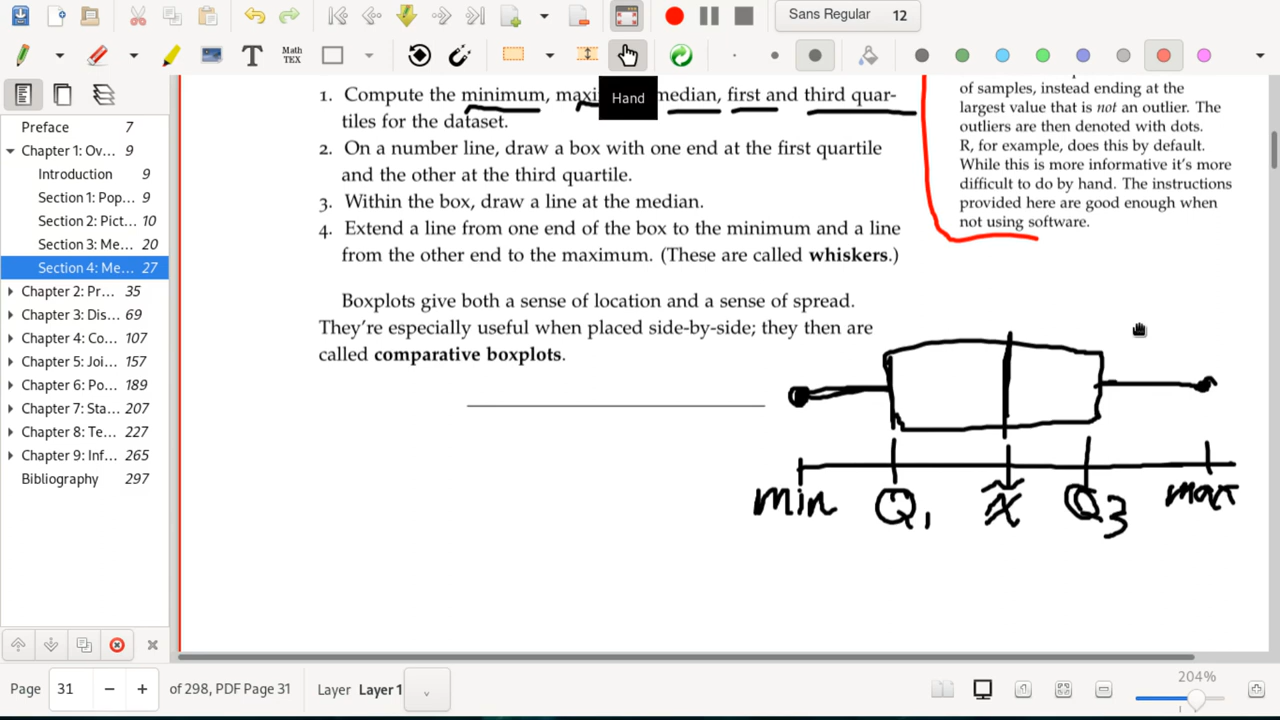 Sans Regular 12
Math
TEX
Preface 7
Chapter 1: Ov... 9
Introduction 9
Section 1: Pop... 9
Section 2: Pict... 10
Section 3: Me... 20
Section 4: Me... 27
Chapter 2: Pr... 35
Chapter 3: Dis... 69
Chapter 4: Co... 107
Chapter 5: Joi... 157
Chapter 6: Po... 189
Chapter 7: Sta... 207
Chapter 8: Te... 227
Chapter 9: Inf... 265
Bibliography 297
1. Compute the minimum, maxi Hand median, first and third quar-
tiles for the dataset.
2. On a number line, draw a box with one end at the first quartile
and the other at the third quartile.
3. Within the box, draw a line at the median.
4. Extend a line from one end of the box to the minimum and a line
from the other end to the maximum. (These are called whiskers.)
Boxplots give both a sense of location and a sense of spread.
They're especially useful when placed side-by-side; they then are
called comparative boxplots.
of samples, instead ending at the
largest value that is not an outlier. The
outliers are then denoted with dots.
R, for example, does this by default.
While this is more informative it's more
difficult to do by hand. The instructions
provided here are good enough when
not using software.
min Q₁ x̃ Q₃ max
Page 31 of 298, PDF Page 31 Layer Layer 1
204%